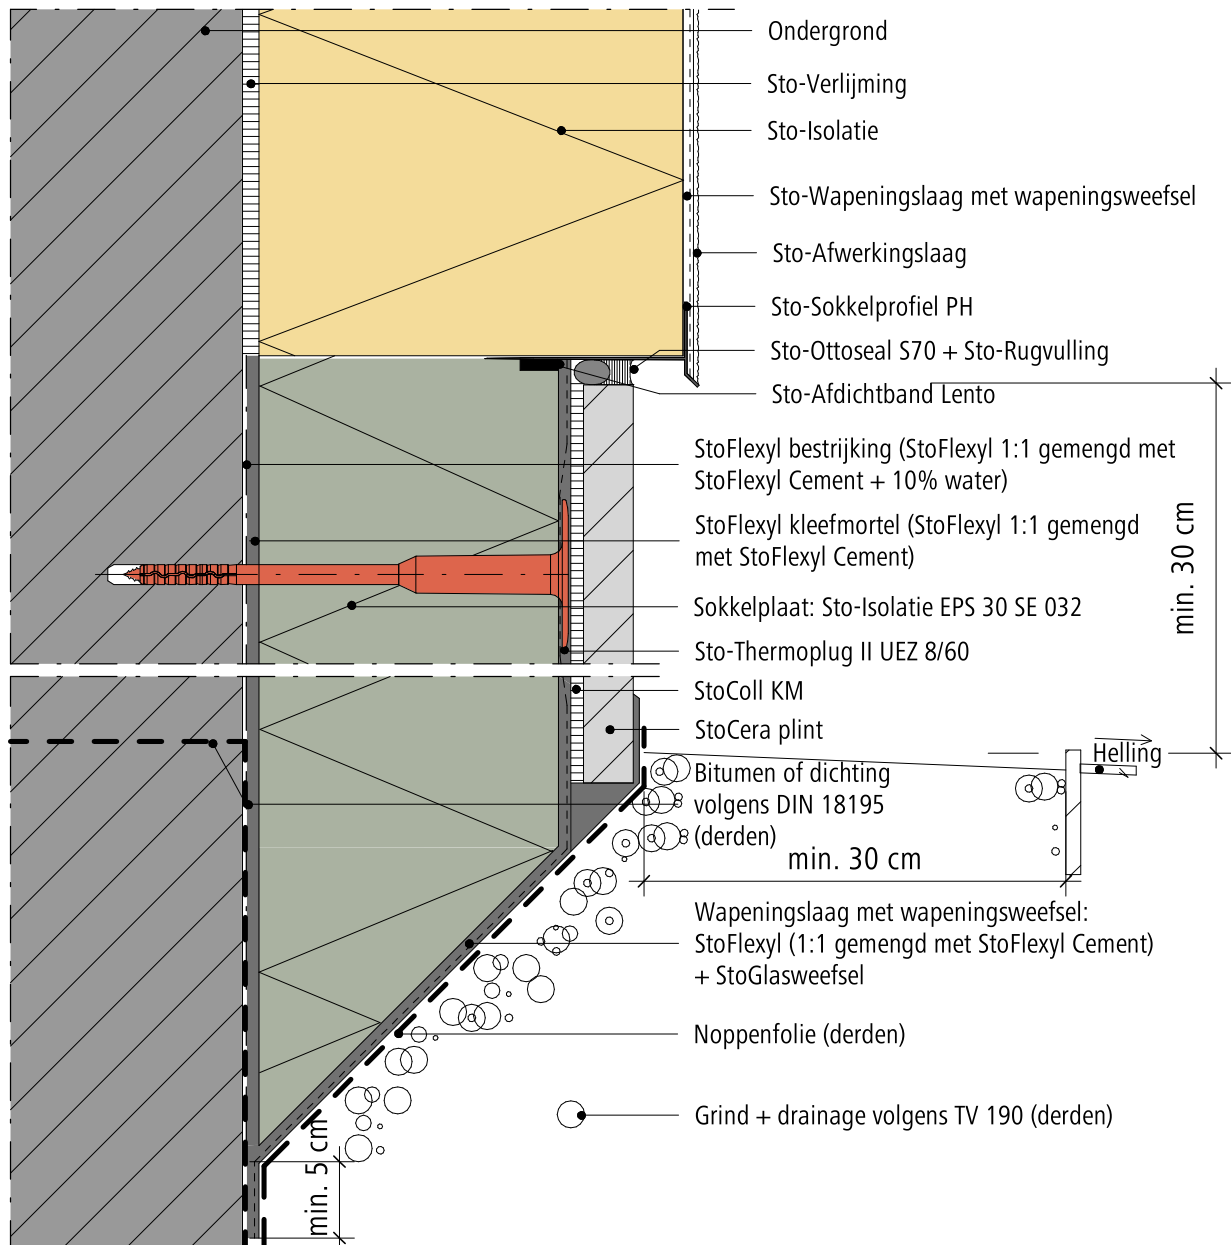 Ondergrond
Sto-Verlijming
Sto-Isolatie
Sto-Wapeningslaag met wapeningsweefsel
Sto-Afwerkingslaag
Sto-Sokkelprofiel PH
Sto-Ottoseal S70 + Sto-Rugvulling
Sto-Afdichtband Lento
StoFlexyl bestrijking (StoFlexyl 1:1 gemengd met
StoFlexyl Cement + 10% water)
StoFlexyl kleefmortel (StoFlexyl 1:1 gemengd
met StoFlexyl Cement)
min. 30 cm
Sokkelplaat: Sto-Isolatie EPS 30 SE 032
Sto-Thermoplug II UEZ 8/60
StoColl KM
StoCera plint
Helling
Bitumen of dichting
volgens DIN 18195
(derden)
min. 30 cm
Wapeningslaag met wapeningsweefsel:
StoFlexyl (1:1 gemengd met StoFlexyl Cement)
+ StoGlasweefsel
Noppenfolie (derden)
Grind + drainage volgens TV 190 (derden)
min. 5 cm